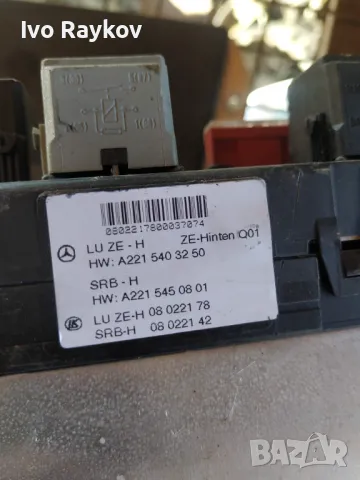 Ivo Raykov
0802217800037074
LU ZE - H ZE-Hinten Q01
HW: A221 540 32 50
SRB - H
HW: A221 545 08 01
LU ZE-H 08 0221 78
SRB-H 08 0221 42
BAZAR
bg